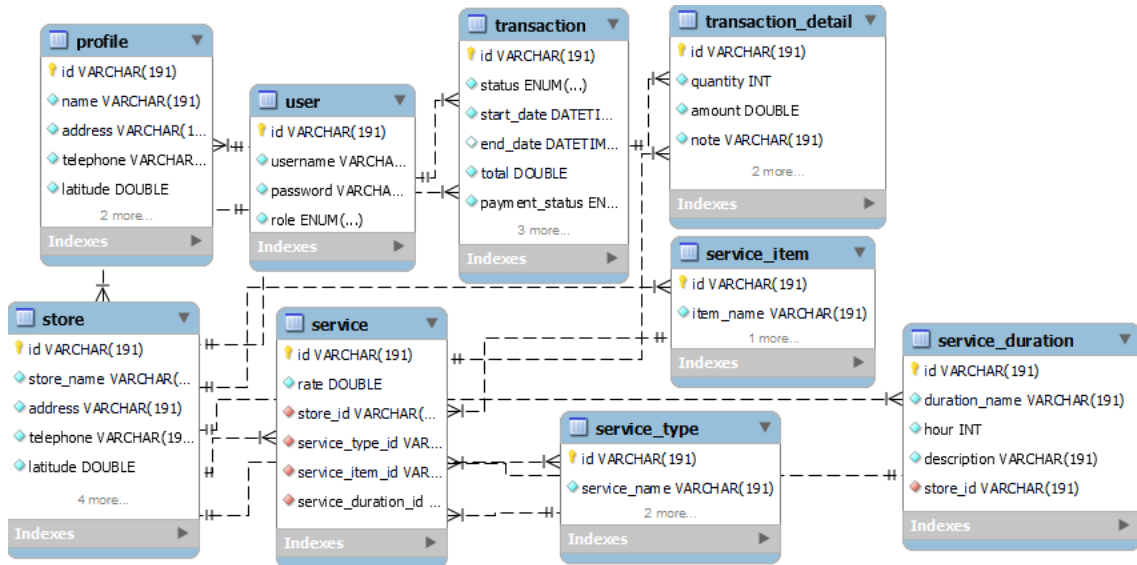 profile
id VARCHAR(191)
name VARCHAR(191)
address VARCHAR(1...
telephone VARCHAR...
latitude DOUBLE
2 more...
Indexes
user
id VARCHAR(191)
username VARCHA...
password VARCHA...
role ENUM(...)
Indexes
transaction
id VARCHAR(191)
status ENUM(...)
start_date DATETI...
end_date DATETIM...
total DOUBLE
payment_status EN...
3 more...
Indexes
transaction_detail
id VARCHAR(191)
quantity INT
amount DOUBLE
note VARCHAR(191)
2 more...
Indexes
service_item
id VARCHAR(191)
item_name VARCHAR(191)
1 more...
Indexes
store
id VARCHAR(191)
store_name VARCHAR(...
address VARCHAR(191)
telephone VARCHAR(19...
latitude DOUBLE
4 more...
Indexes
service
id VARCHAR(191)
rate DOUBLE
store_id VARCHAR(...
service_type_id VAR...
service_item_id VAR...
service_duration_id ...
Indexes
service_type
id VARCHAR(191)
service_name VARCHAR(191)
2 more...
Indexes
service_duration
id VARCHAR(191)
duration_name VARCHAR(191)
hour INT
description VARCHAR(191)
store_id VARCHAR(191)
Indexes